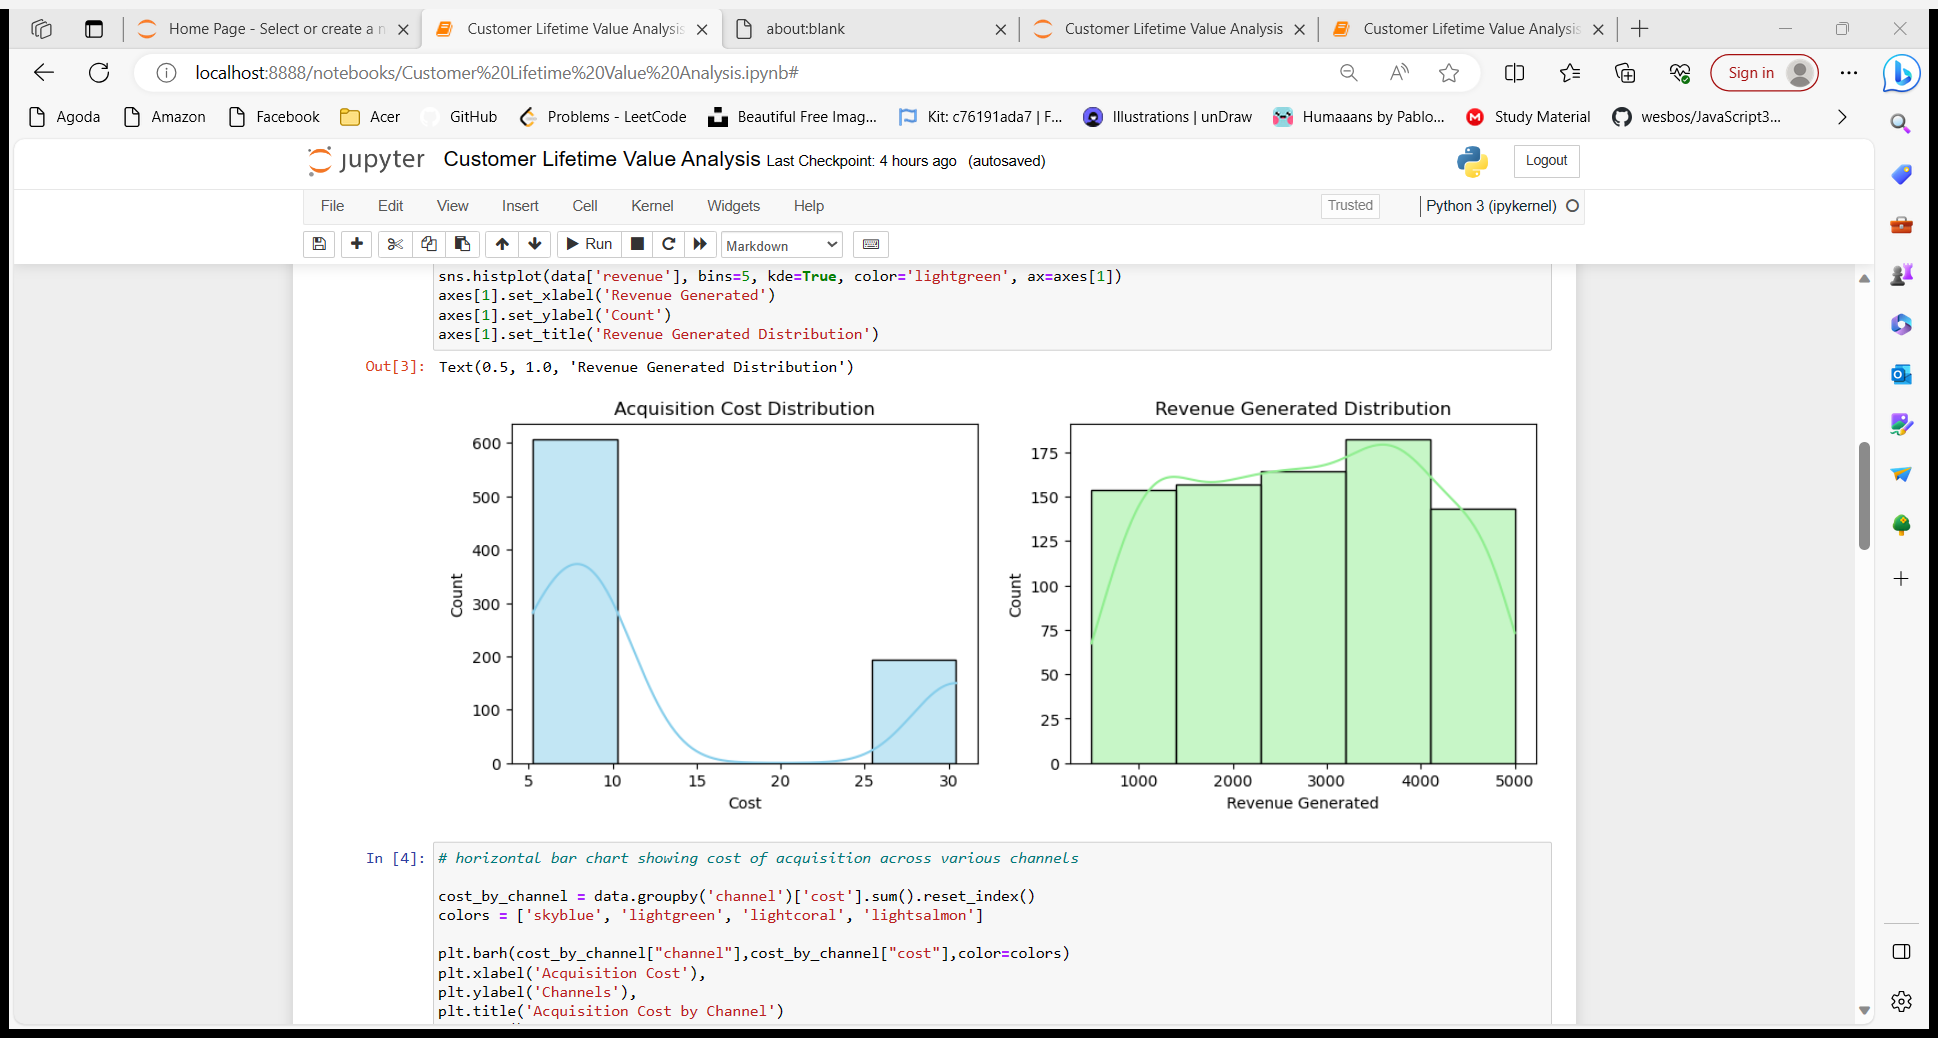 Home Page - Select or create a n
Customer Lifetime Value Analysis
about:blank
Customer Lifetime Value Analysis
Customer Lifetime Value Analysis
localhost:8888/notebooks/Customer%20Lifetime%20Value%20Analysis.ipynb#
Sign in
Agoda
Amazon
Facebook
Acer
GitHub
Problems - LeetCode
Beautiful Free Imag...
Kit: c76191ada7 | F...
Illustrations | unDraw
Humaaans by Pablo...
Study Material
wesbos/JavaScript3...
jupyter Customer Lifetime Value Analysis Last Checkpoint: 4 hours ago (autosaved)
Logout
File Edit View Insert Cell Kernel Widgets Help
Trusted
Python 3 (ipykernel)
Run
Markdown
sns.histplot(data['revenue'], bins=5, kde=True, color='lightgreen', ax=axes[1])
axes[1].set_xlabel('Revenue Generated')
axes[1].set_ylabel('Count')
axes[1].set_title('Revenue Generated Distribution')
Out[3]: Text(0.5, 1.0, 'Revenue Generated Distribution')
Acquisition Cost Distribution
600
500
400
300
200
100
0
Count
5 10 15 20 25 30
Cost
Revenue Generated Distribution
175
150
125
100
75
50
25
0
Count
1000 2000 3000 4000 5000
Revenue Generated
In [4]: # horizontal bar chart showing cost of acquisition across various channels
cost_by_channel = data.groupby('channel')['cost'].sum().reset_index()
colors = ['skyblue', 'lightgreen', 'lightcoral', 'lightsalmon']
plt.barh(cost_by_channel["channel"],cost_by_channel["cost"],color=colors)
plt.xlabel('Acquisition Cost'),
plt.ylabel('Channels'),
plt.title('Acquisition Cost by Channel')